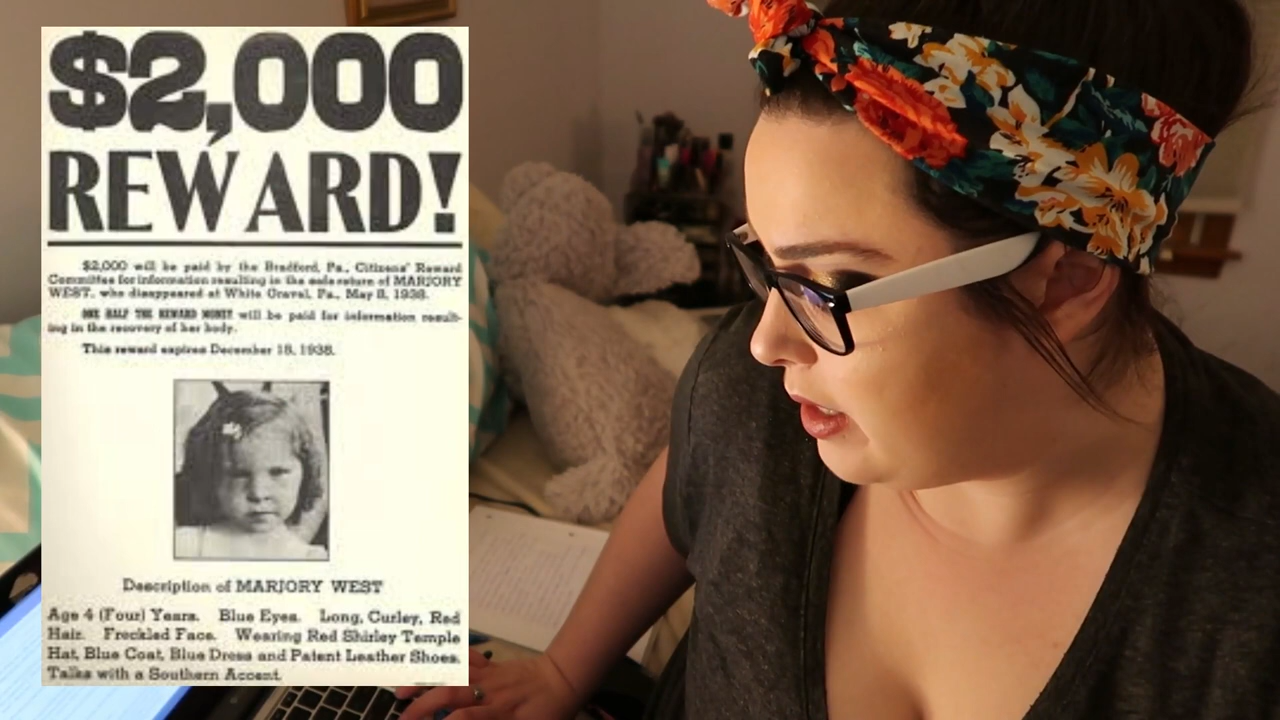 $2,000
REWARD!
$2,000 will be paid by the Bradford, Pa., Citizens' Reward
Committee for information resulting in the safe return of MARJORY
WEST, who disappeared at White Gravel, Pa., May 8, 1938.
ONE HALF THE REWARD MONEY will be paid for information result-
ing in the recovery of her body.
This reward expires December 18, 1938.
Description of MARJORY WEST
Age 4 (Four) Years. Blue Eyes. Long, Curley, Red
Hair. Freckled Face. Wearing Red Shirley Temple
Hat, Blue Coat, Blue Dress and Patent Leather Shoes.
Talks with a Southern Accent.